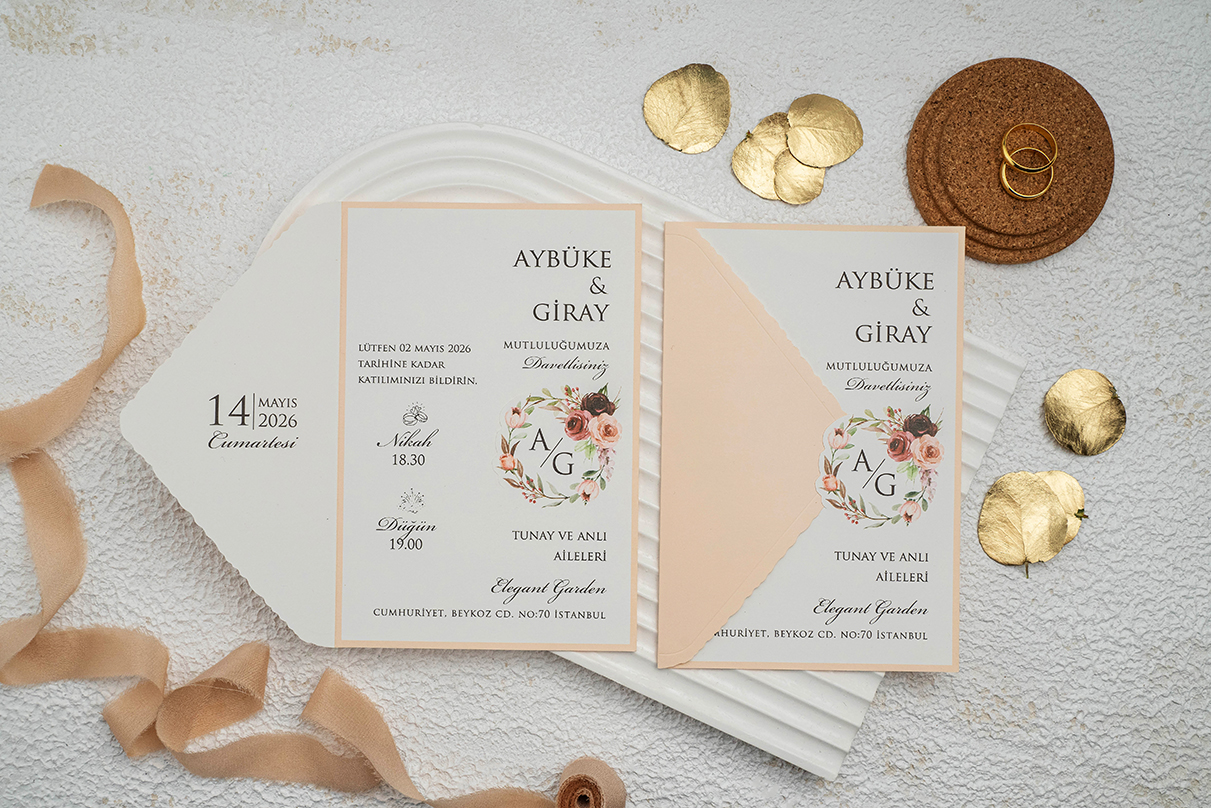 14 MAYIS
2026
Cumartesi
LÜTFEN 02 MAYIS 2026
TARİHİNE KADAR
KATILIMINIZI BİLDİRİN.
Nikah
18.30
Düğün
19.00
AYBÜKE
&
GİRAY
MUTLULUĞUMUZA
Davetlisiniz
A/G
TUNAY VE ANLI
AİLELERİ
Elegant Garden
CUMHURİYET, BEYKOZ CD. NO:70 İSTANBUL
AYBÜKE
&
GİRAY
MUTLULUĞUMUZA
Davetlisiniz
A/G
TUNAY VE ANLI
AİLELERİ
Elegant Garden
MHURİYET, BEYKOZ CD. NO:70 İSTANBUL